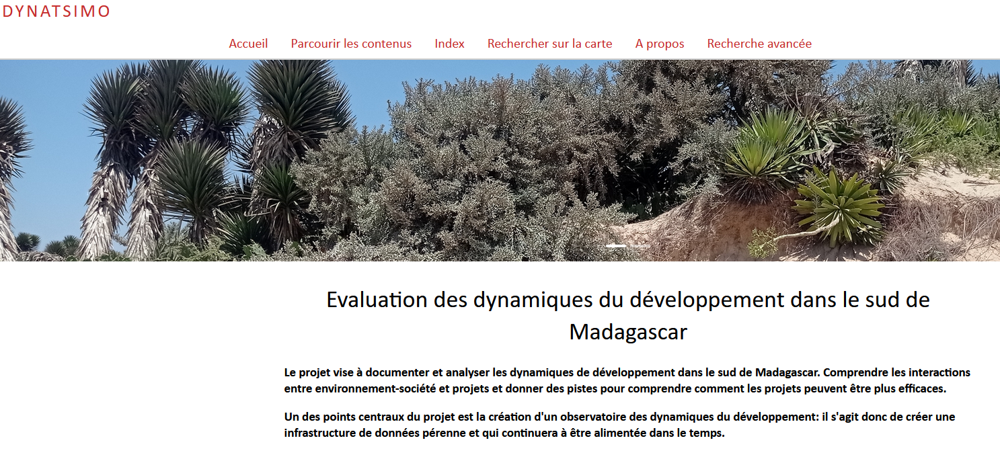 DYNATSIMO
Accueil Parcourir les contenus Index Rechercher sur la carte A propos Recherche avancée
Evaluation des dynamiques du développement dans le sud de
Madagascar
Le projet vise à documenter et analyser les dynamiques de développement dans le sud de Madagascar. Comprendre les interactions
entre environnement-société et projets et donner des pistes pour comprendre comment les projets peuvent être plus efficaces.
Un des points centraux du projet est la création d'un observatoire des dynamiques du développement: il s'agit donc de créer une
infrastructure de données pérenne et qui continuera à être alimentée dans le temps.